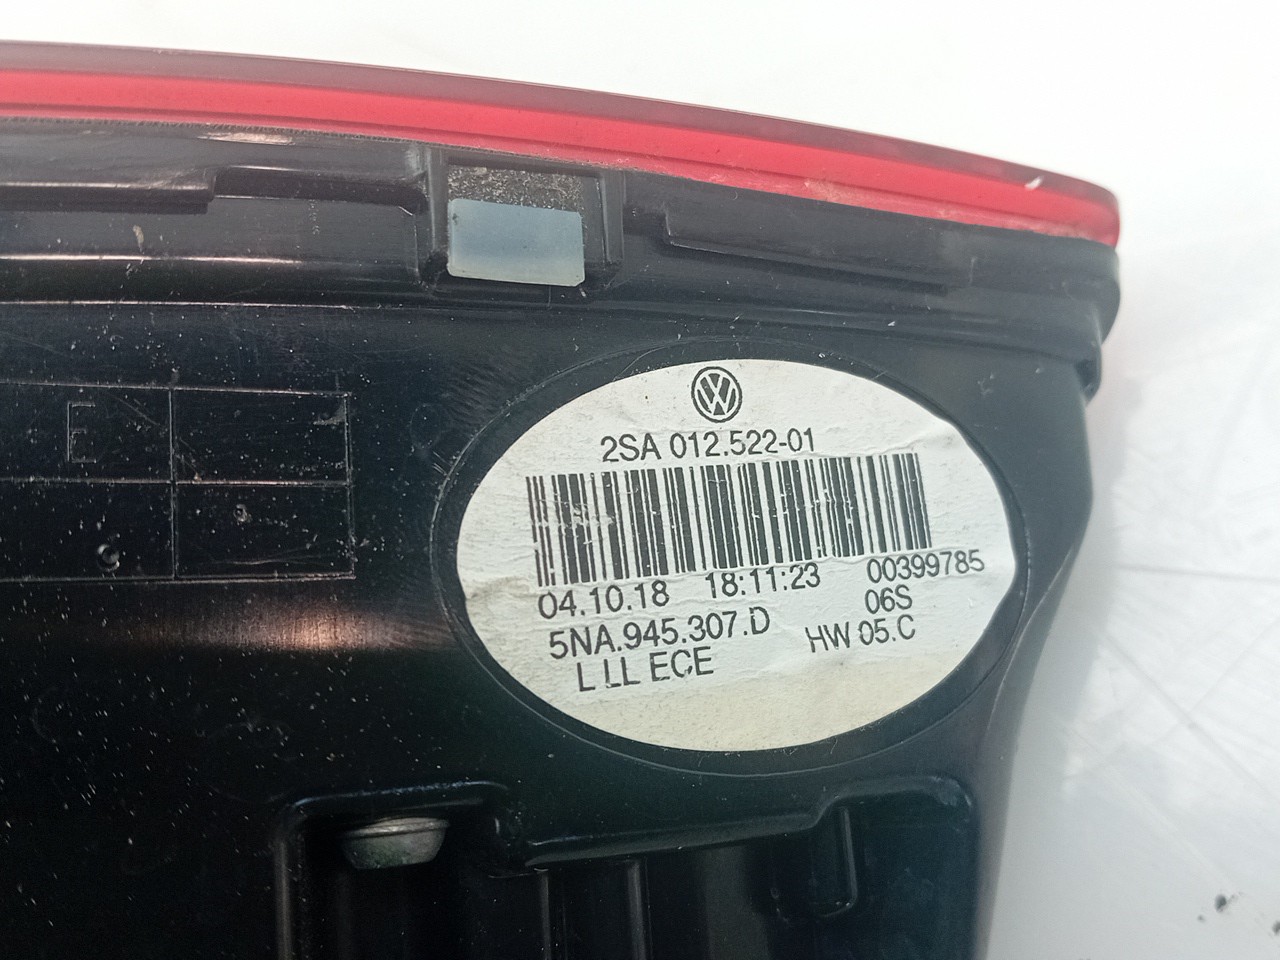 E
2SA 012.522-01
04.10.18 18:11:23 00399785
5NA.945.307.D 06S
L LL ECE HW 05.C